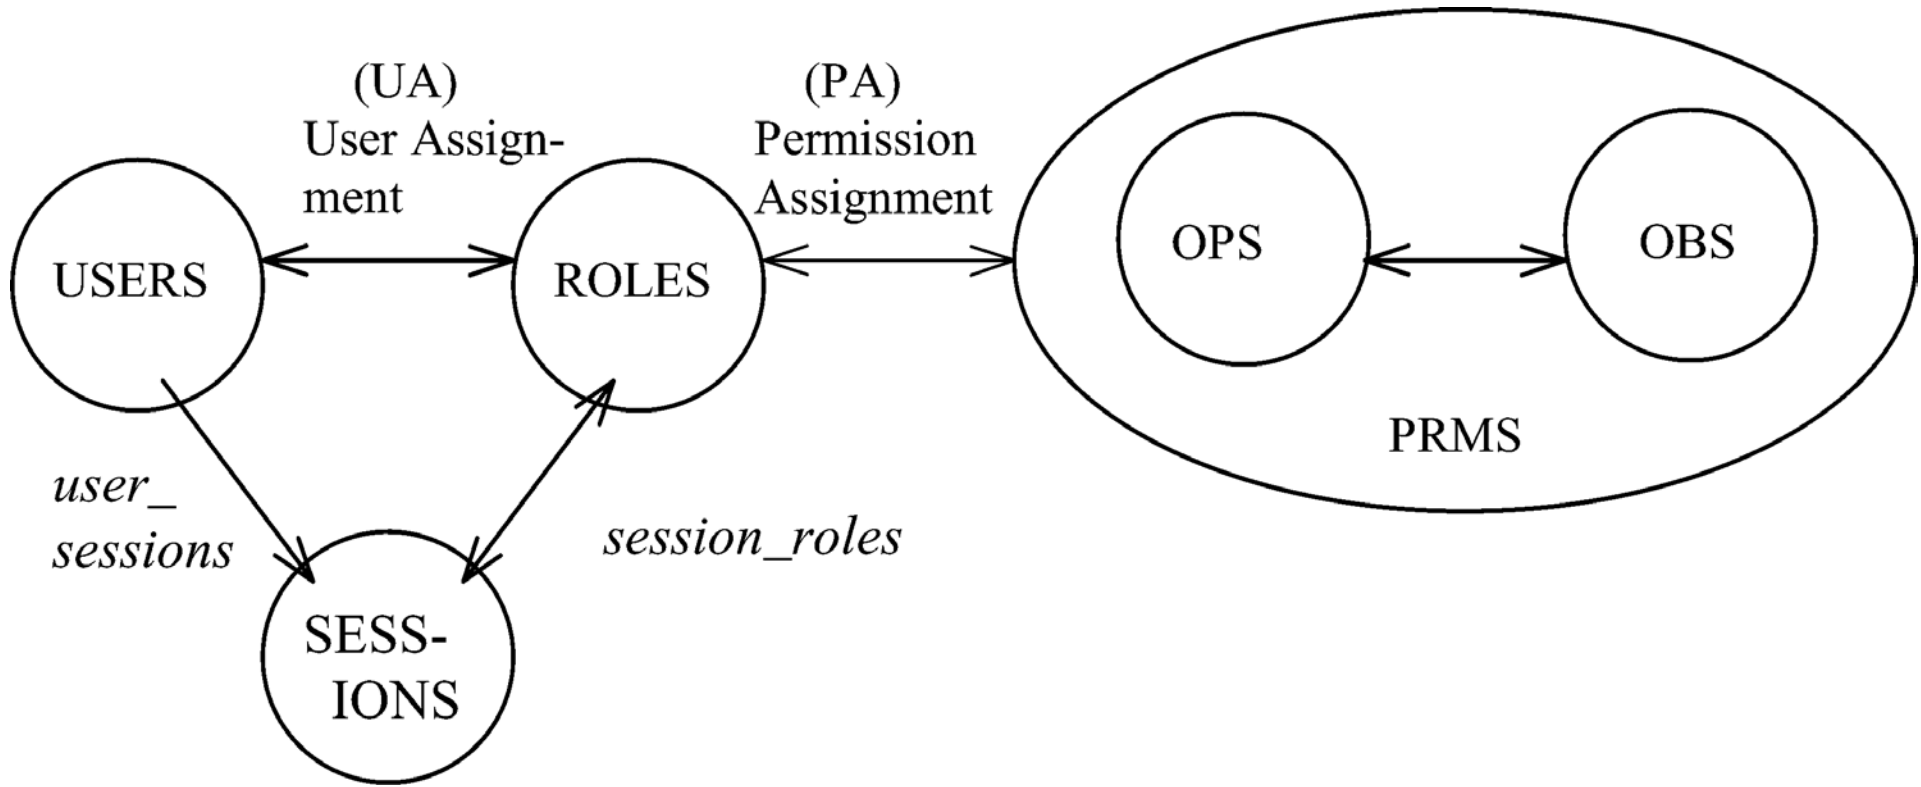 (UA)
User Assign-
ment
(PA)
Permission
Assignment
USERS
ROLES
OPS
OBS
PRMS
user_
sessions
session_roles
SESS-
IONS